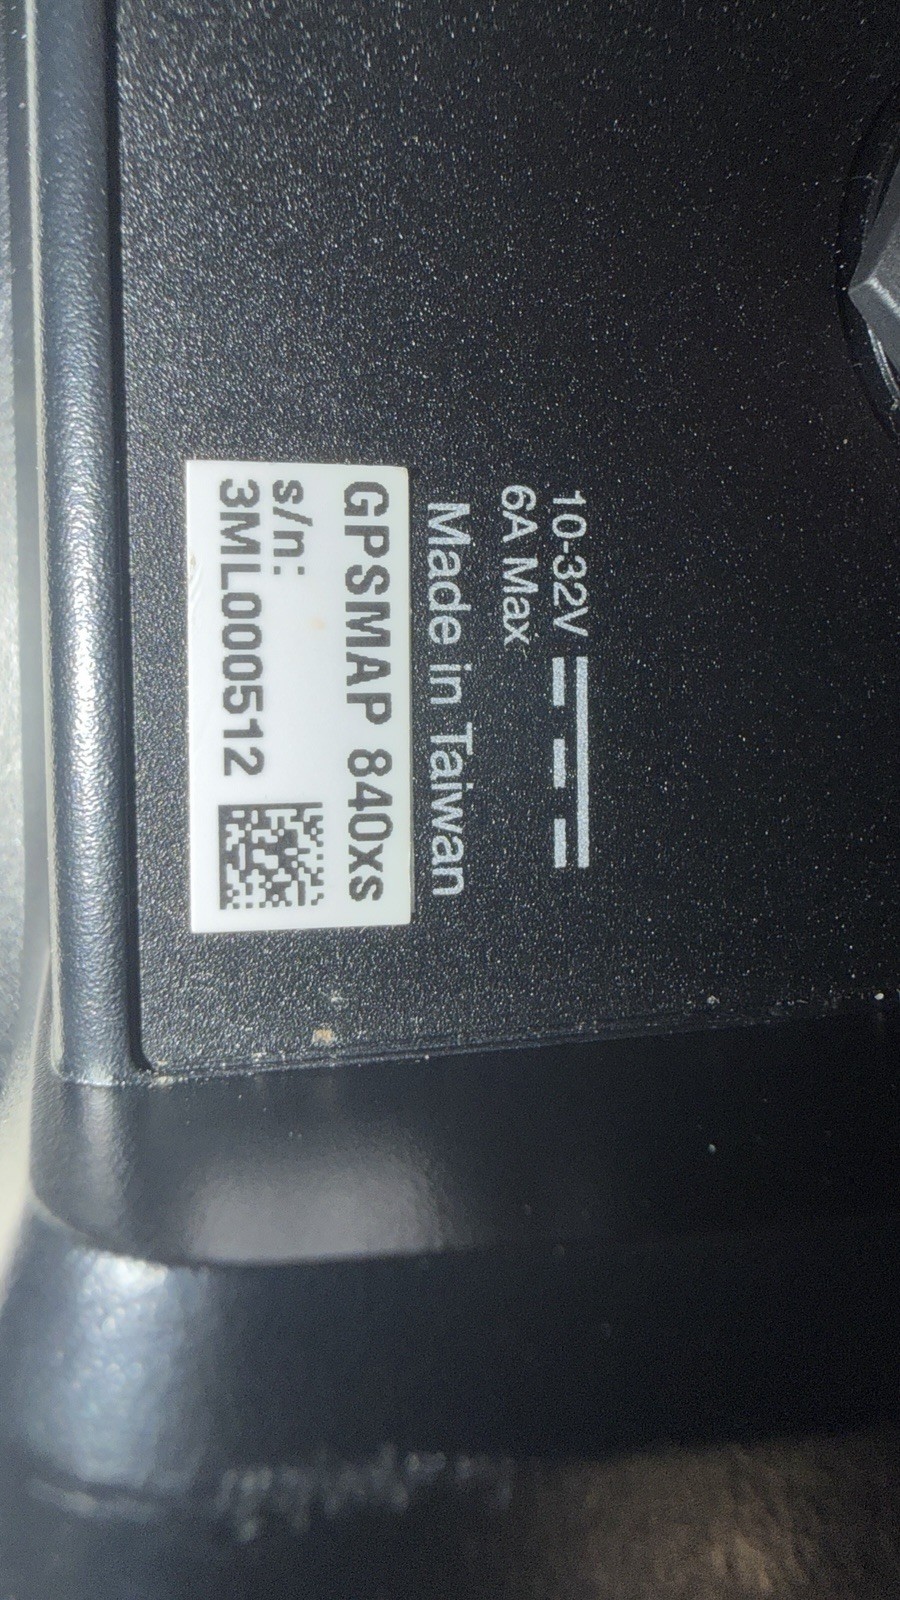 10-32V
6A Max
Made in Taiwan
GPSMAP 840xs
s/n:
3ML000512